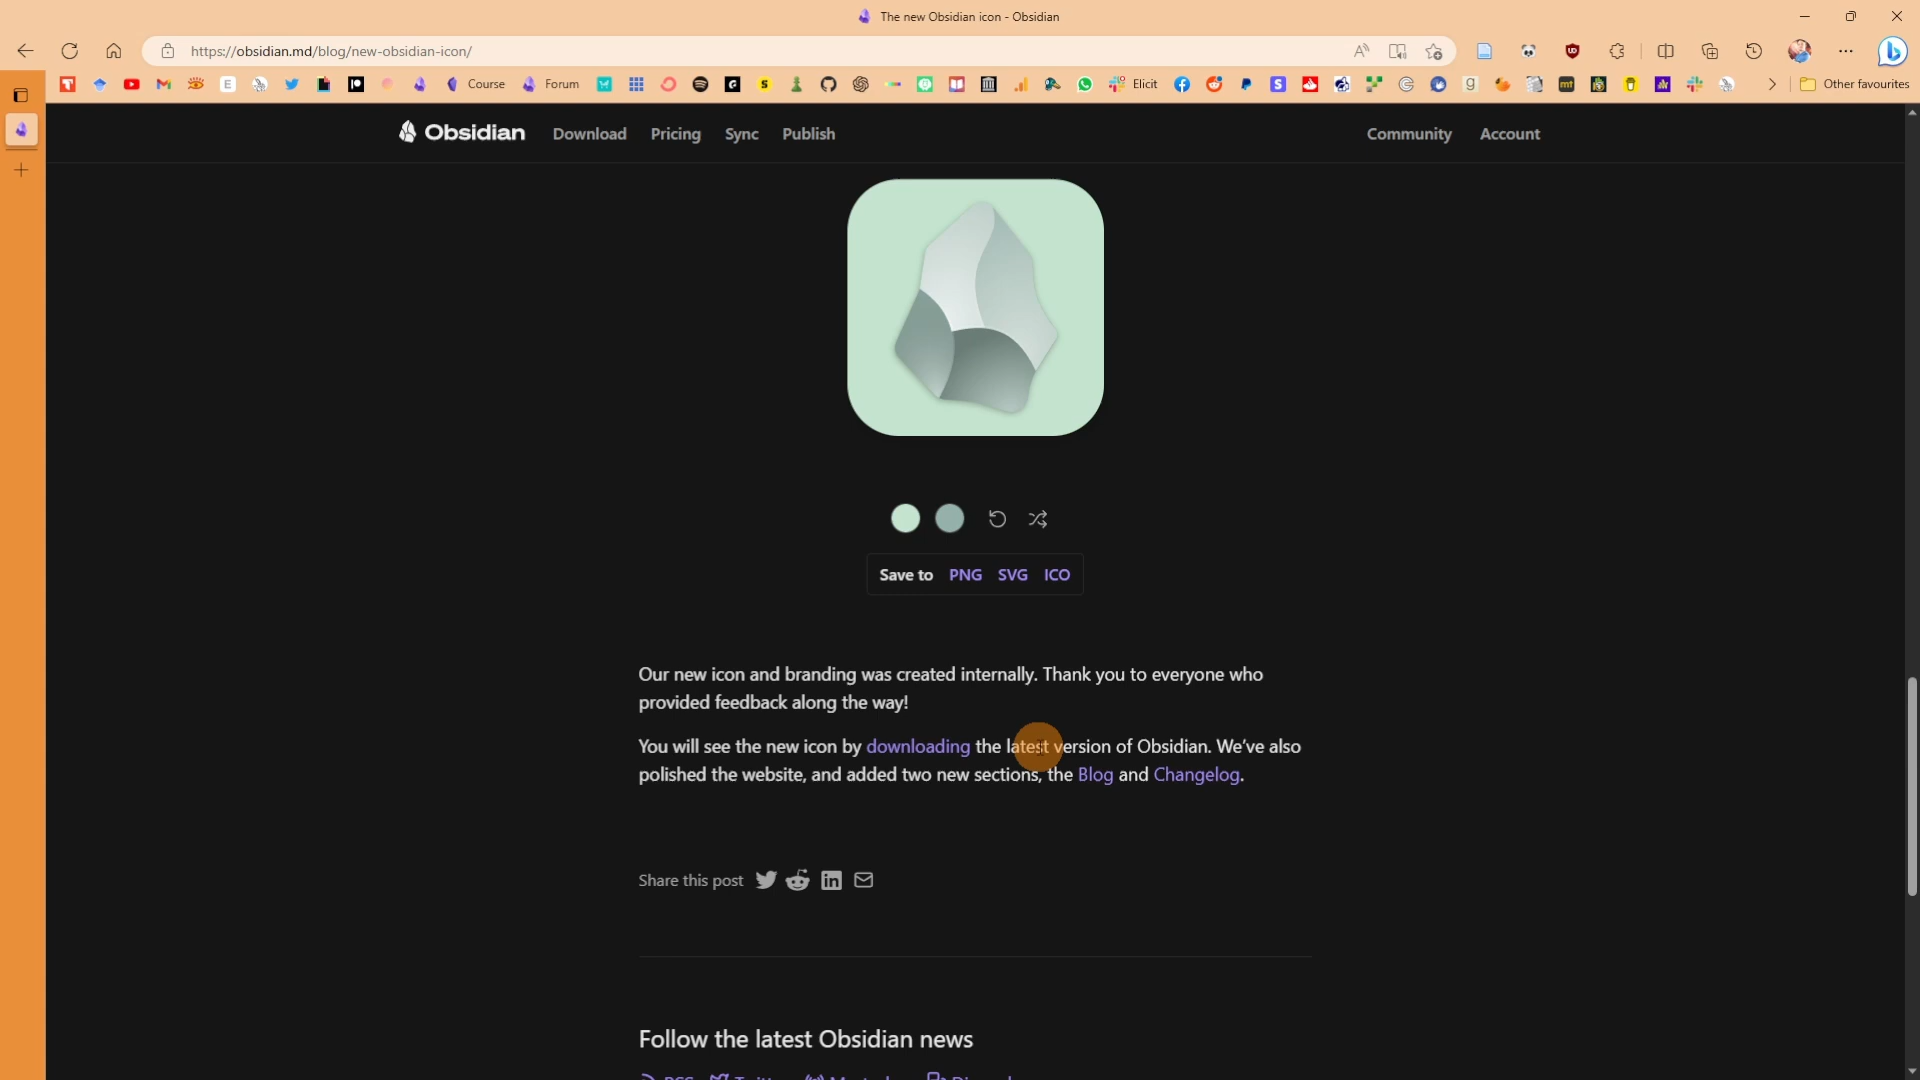 The new Obsidian icon - Obsidian
https://obsidian.md/blog/new-obsidian-icon/
Course
Forum
Elicit
Other favourites
Obsidian
Download
Pricing
Sync
Publish
Community
Account
Save to PNG SVG ICO
Our new icon and branding was created internally. Thank you to everyone who
provided feedback along the way!
You will see the new icon by downloading the latest version of Obsidian. We've also
polished the website, and added two new sections, the Blog and Changelog.
Share this post
Follow the latest Obsidian news